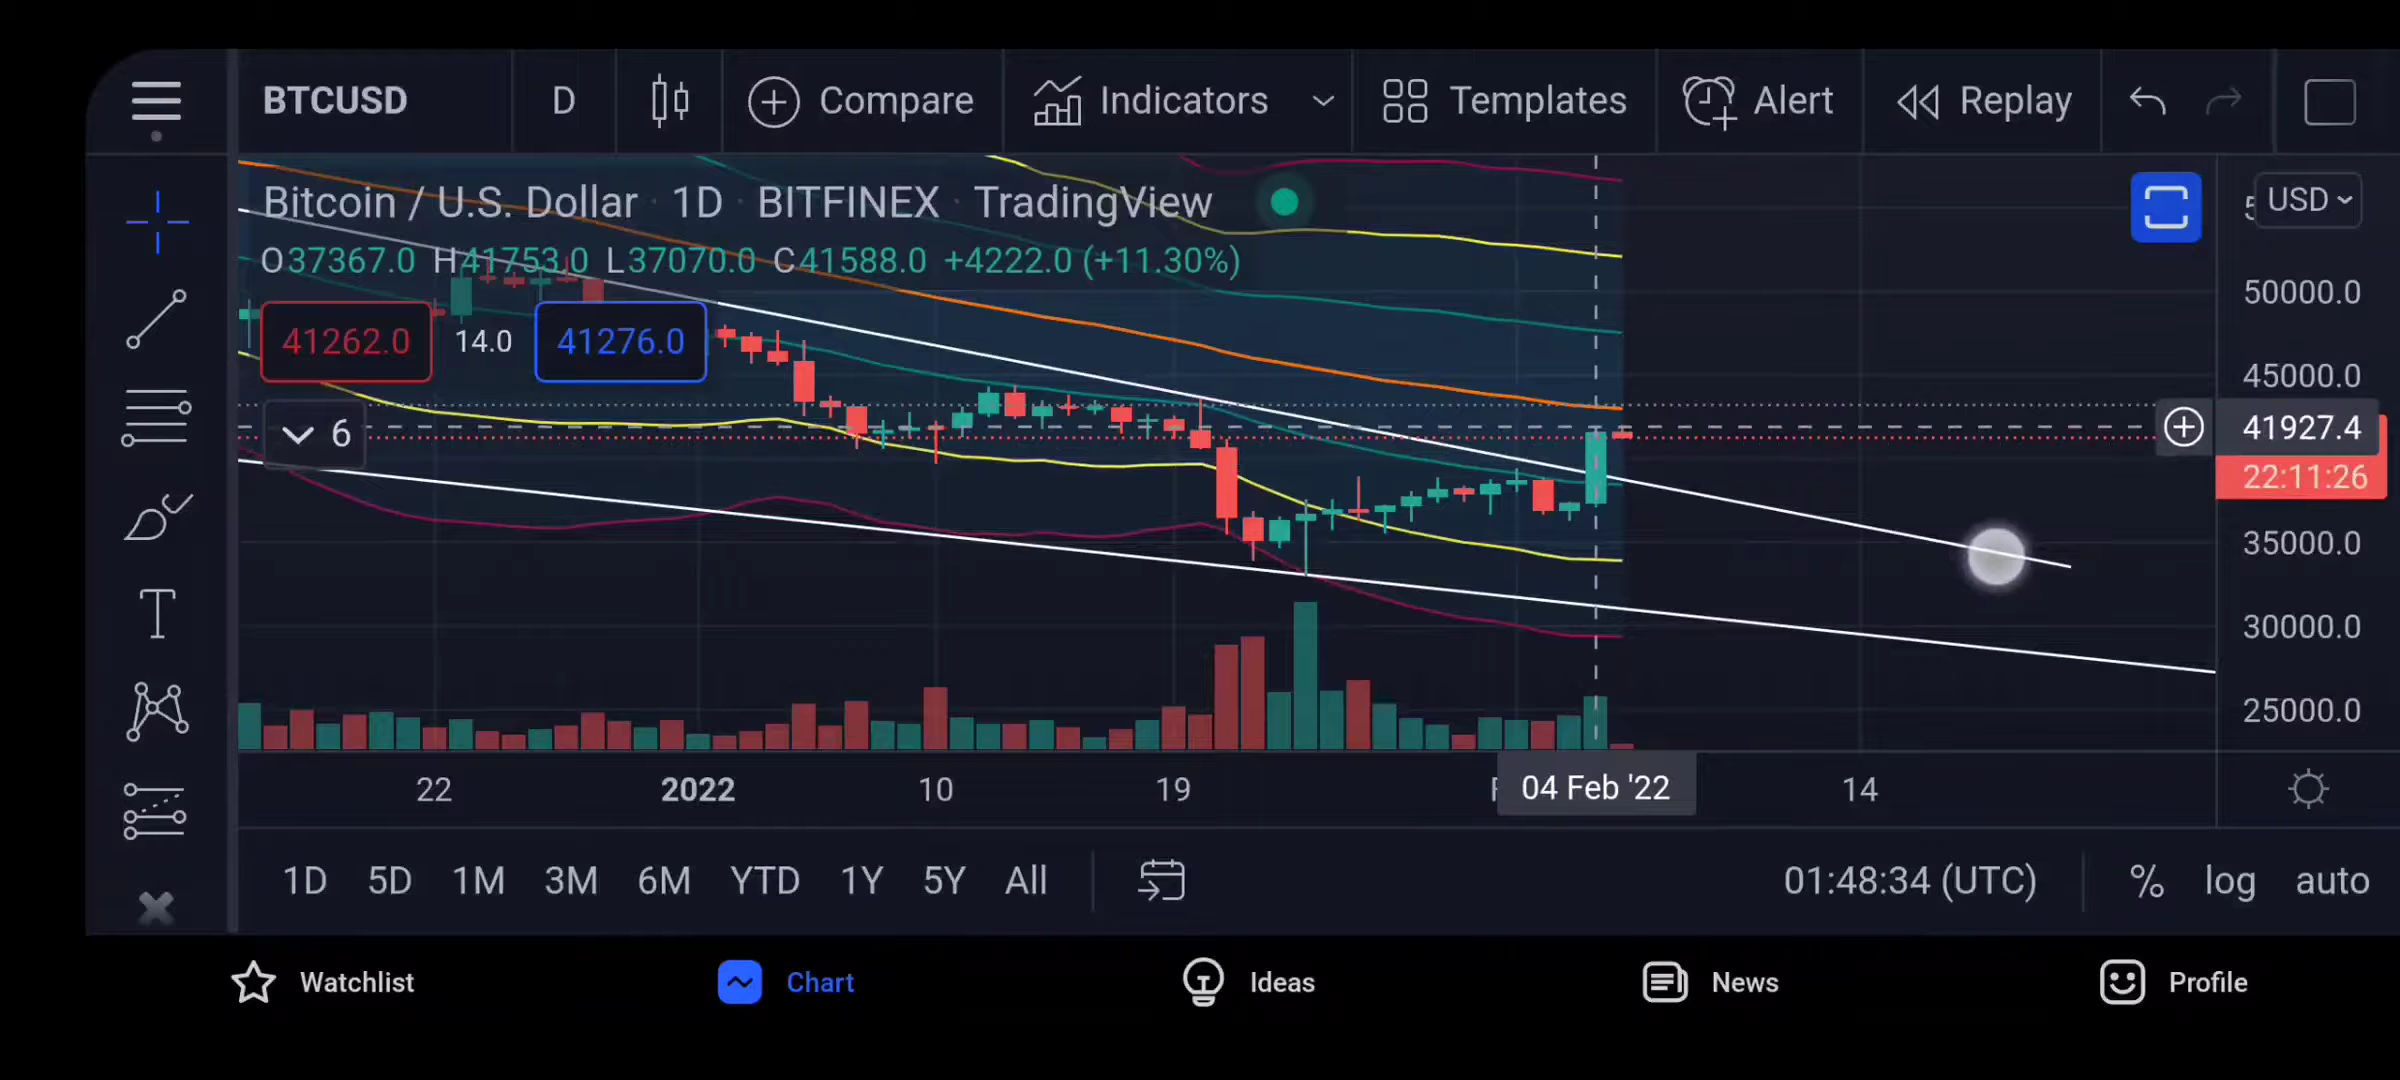 BTCUSD D Compare Indicators Templates Alert Replay
Bitcoin / U.S. Dollar · 1D · BITFINEX · TradingView
USD
O37367.0 H41753.0 L37070.0 C41588.0 +4222.0 (+11.30%)
50000.0
41262.0 14.0 41276.0
45000.0
6
41927.4
22:11:26
35000.0
30000.0
25000.0
22 2022 10 19 04 Feb '22 14
1D 5D 1M 3M 6M YTD 1Y 5Y All 01:48:34 (UTC) % log auto
Watchlist Chart Ideas News Profile